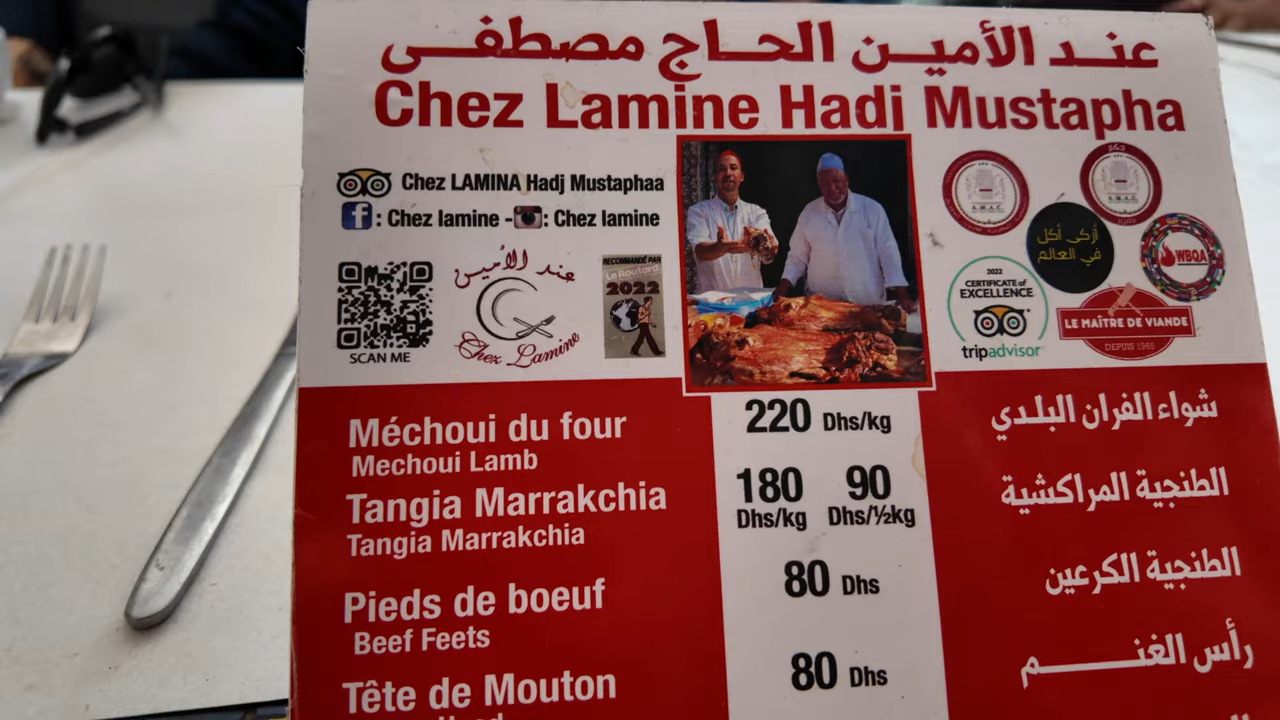 عند الأمين الحاج مصطفى
Chez Lamine Hadj Mustapha
Chez LAMINA Hadj Mustaphaa
: Chez lamine - : Chez lamine
SCAN ME
عند الأمين
Chez Lamine
RECOMMANDÉ PAR
Le Routard
2022
A.M.A.C.
A.M.A.C.
أزكى أكل
في العالم
WBQA
2022
CERTIFICATE of
EXCELLENCE
tripadvisor
LE MAÎTRE DE VIANDE
DEPUIS 1965
Méchoui du four
Mechoui Lamb
220 Dhs/kg
شواء الفران البلدي
Tangia Marrakchia
Tangia Marrakchia
180 Dhs/kg 90 Dhs/½kg
الطنجية المراكشية
Pieds de boeuf
Beef Feets
80 Dhs
الطنجية الكرعين
Tête de Mouton
80 Dhs
رأس الغنم